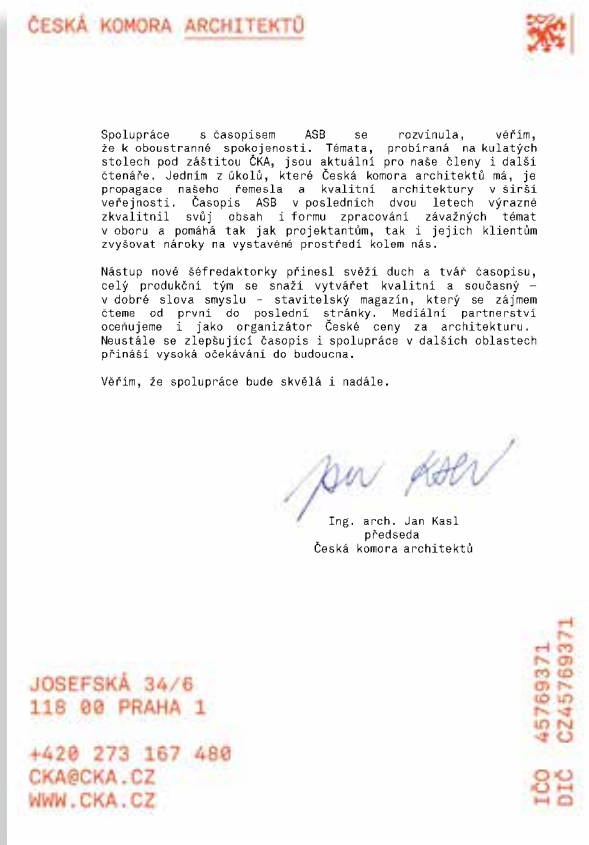 ČESKÁ KOMORA ARCHITEKTŮ
Spolupráce s časopisem ASB se rozvinula, věřím,
že k oboustranné spokojenosti. Témata, probíraná na kulatých
stolech pod záštitou ČKA, jsou aktuální pro naše členy i další
čtenáře. Jedním z úkolů, které Česká komora architektů má, je
propagace našeho řemesla a kvalitní architektury v širší
veřejnosti. Časopis ASB v posledních dvou letech výrazně
zkvalitnil svůj obsah i formu zpracování závažných témat
v oboru a pomáhá tak jak projektantům, tak i jejich klientům
zvyšovat nároky na vystavěné prostředí kolem nás.
Nástup nové šéfredaktorky přinesl svěží duch a tvář časopisu,
celý produkční tým se snaží vytvářet kvalitní a současný –
v dobré slova smyslu – stavitelský magazín, který se zájmem
čteme od první do poslední stránky. Mediální partnerství
oceňujeme i jako organizátor České ceny za architekturu.
Neustále se zlepšující časopis i spolupráce v dalších oblastech
přináší vysoká očekávání do budoucna.
Věřím, že spolupráce bude skvělá i nadále.
Jan Kasl
Ing. arch. Jan Kasl
předseda
Česká komora architektů
JOSEFSKÁ 34/6
118 00 PRAHA 1
+420 273 167 480
CKA@CKA.CZ
WWW.CKA.CZ
IČO 45769371
DIČ CZ45769371